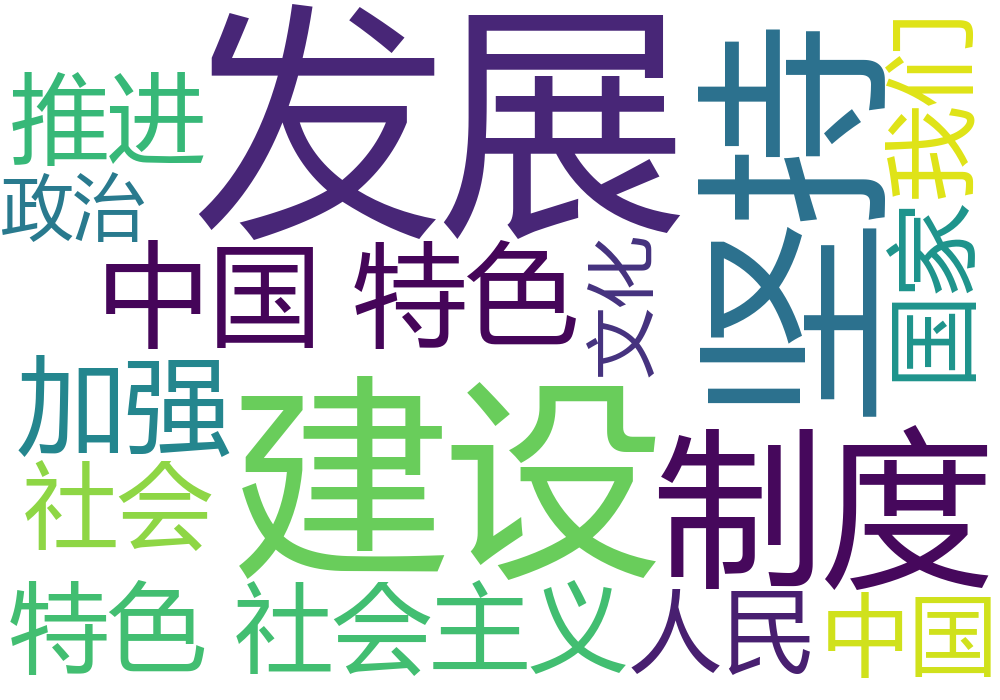 发展
坚持
我们
推进
政治
中国 特色
文化
国家
加强
建设
制度
社会
特色 社会主义
人民
中国